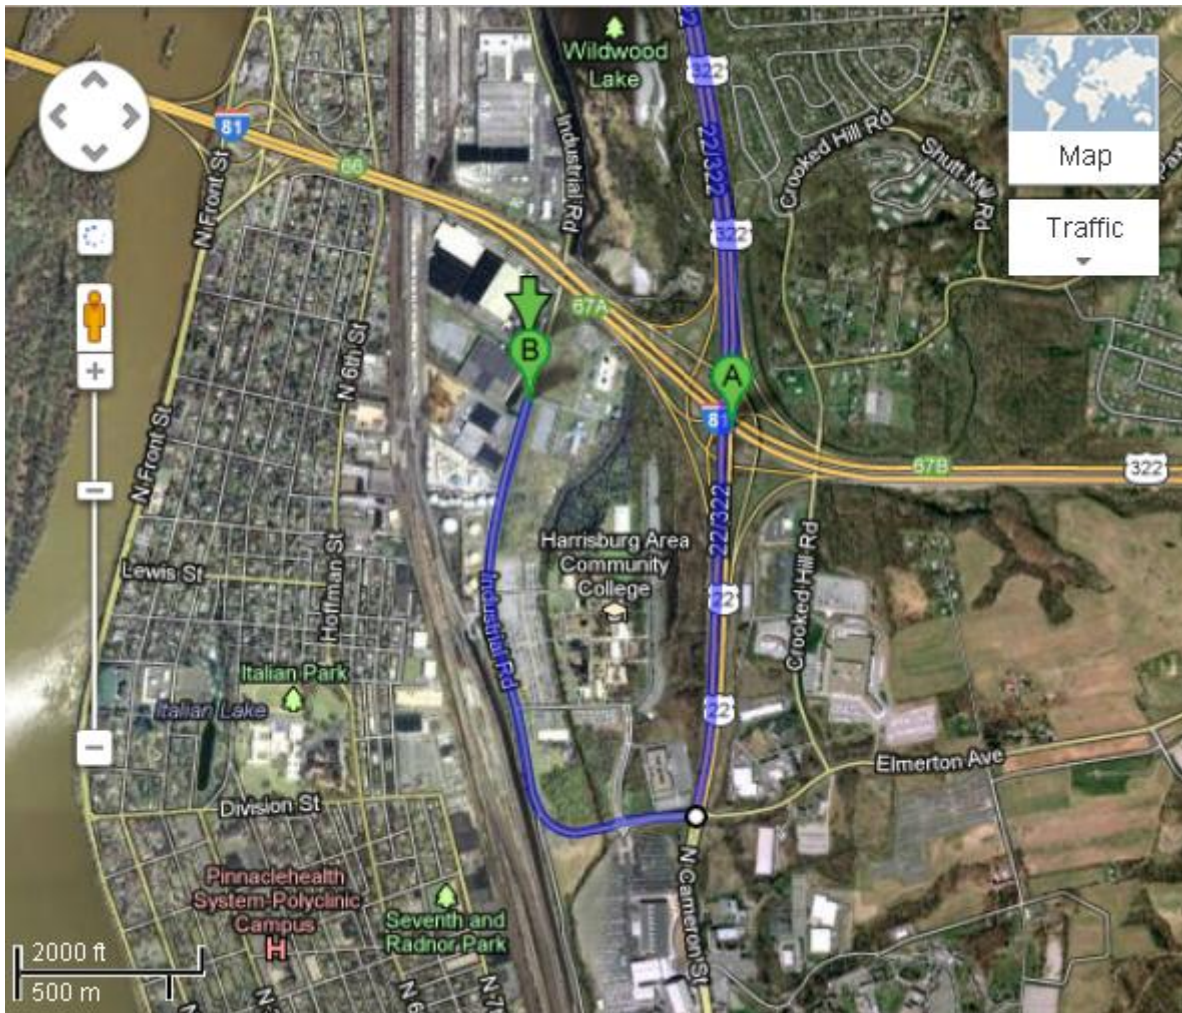 Wildwood
Lake
22
322
Map
Traffic
81
N Front St
66
Industrial Rd
22/322
Crooked Hill Rd
Shutt Mill Rd
322
67A
B
A
N 6th St
81
67B
322
N Front St
22/322
Harrisburg Area
Community
College
Lewis St
Hoffman St
Industrial Rd
22
Crooked Hill Rd
Italian Park
Italian Lake
22
Elmerton Ave
Division St
N Cameron St
Pinnaclehealth
System-Polyclinic
Campus
H
Seventh and
Radnor Park
2000 ft
500 m